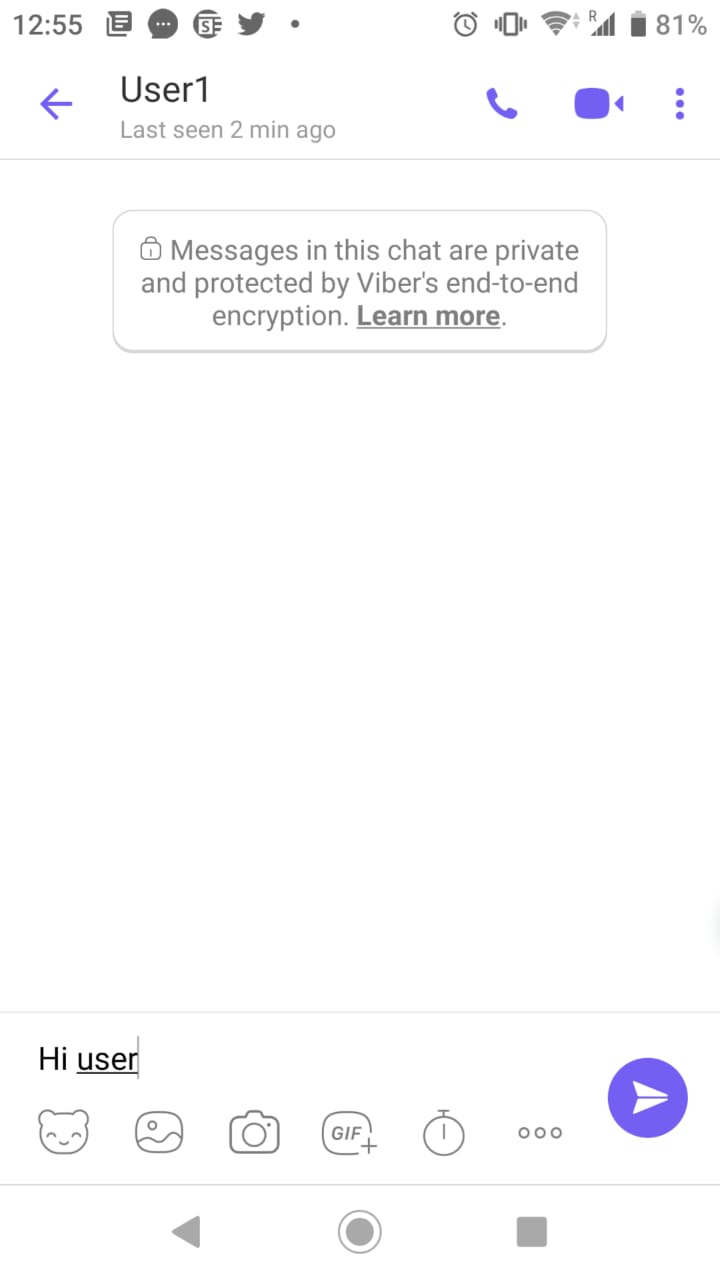 12:55 81%
User1
Last seen 2 min ago
Messages in this chat are private
and protected by Viber's end-to-end
encryption. Learn more.
Hi user
GIF